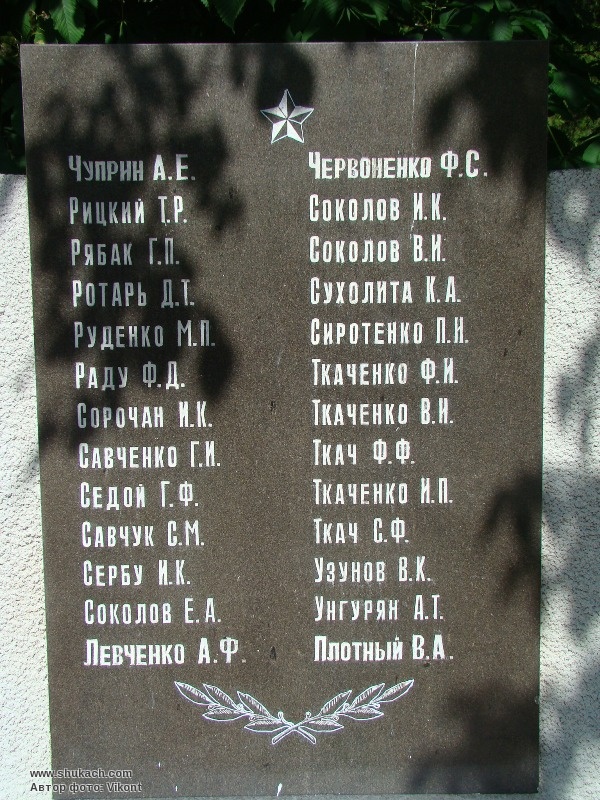 Чуприн А.Е.
Рицкий Т.Р.
Рябак Г.П.
Ротарь Д.Т.
Руденко М.П.
Раду Ф.Д.
Сорочан И.К.
Савченко Г.И.
Седой Г.Ф.
Савчук С.М.
Сербу И.К.
Соколов Е.А.
Левченко А.Ф.
Червоненко Ф.С.
Соколов И.К.
Соколов В.И.
Сухолита К.А.
Сиротенко П.И.
Ткаченко Ф.И.
Ткаченко В.И.
Ткач Ф.Ф.
Ткаченко И.П.
Ткач С.Ф.
Узунов В.К.
Унгурян А.Т.
Плотный В.А.
www.shukach.com
Автор фото: Vikont